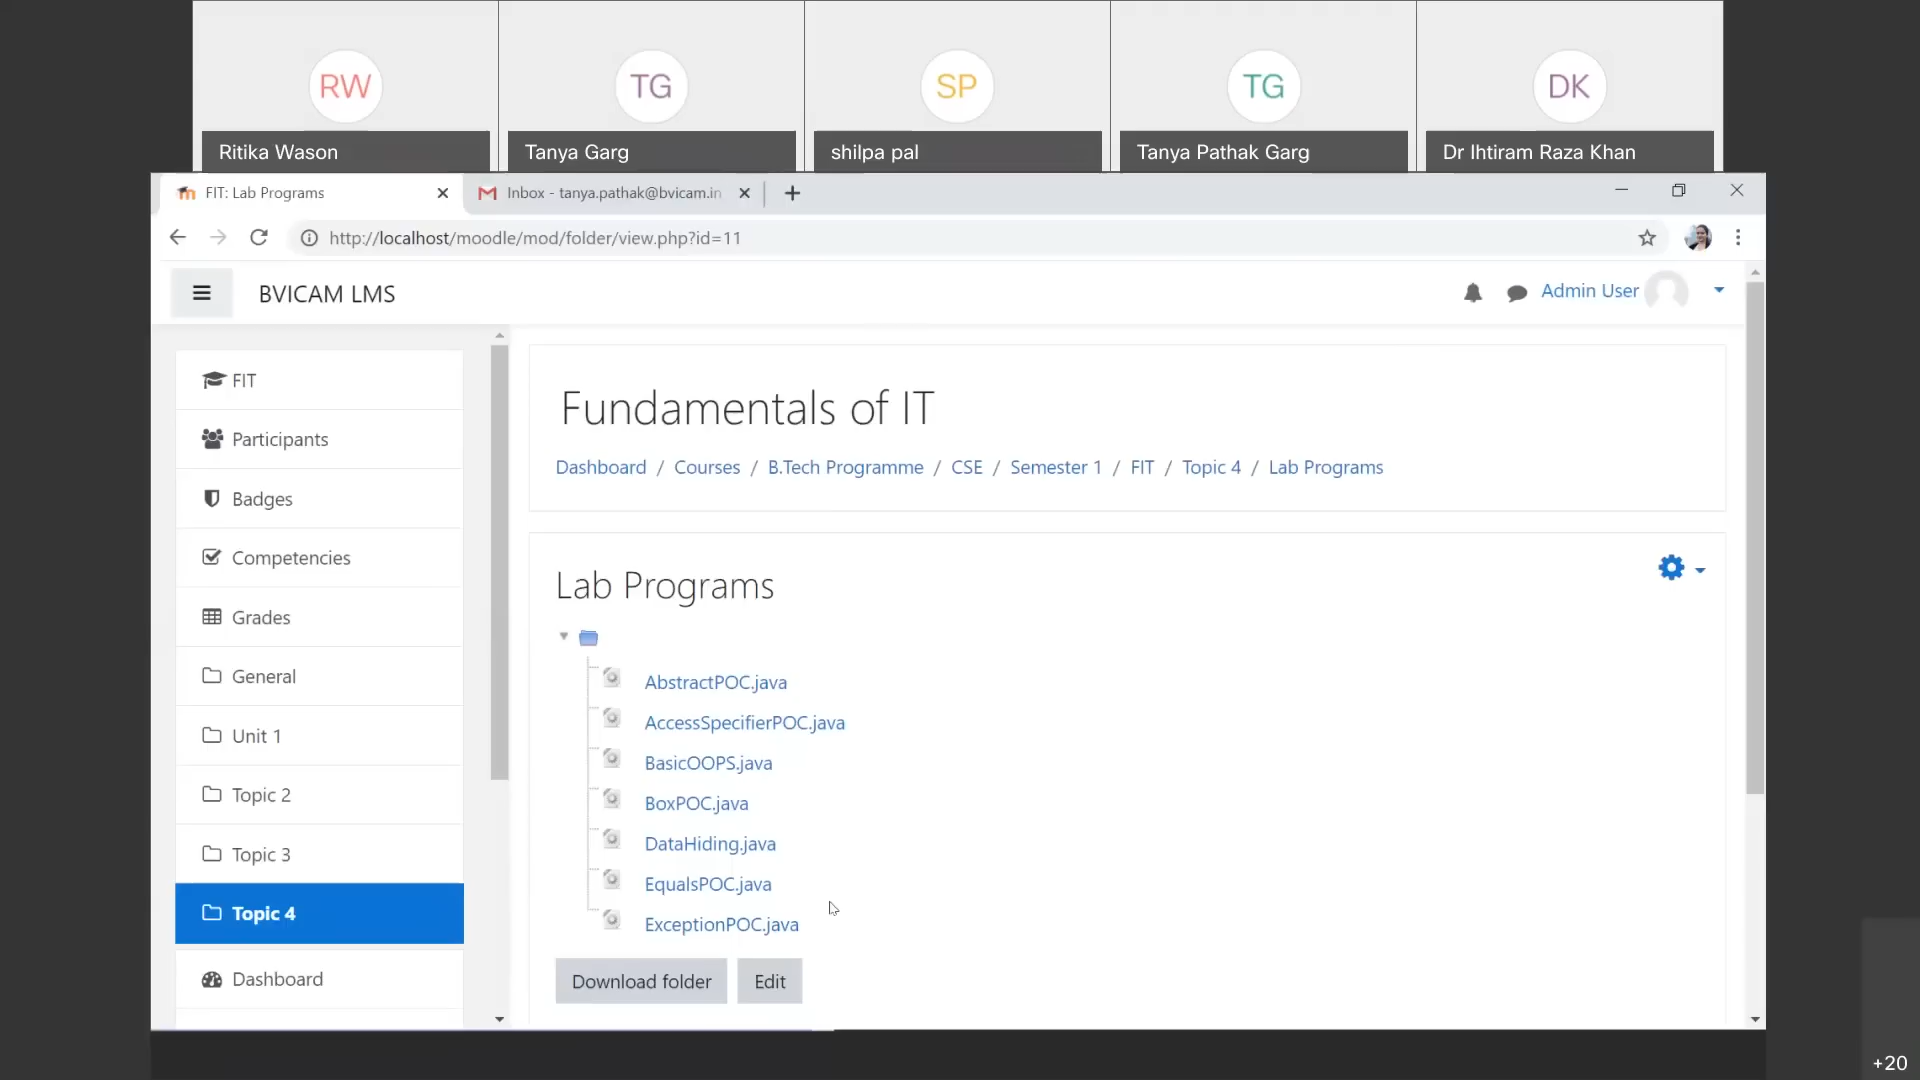 RW
TG
SP
TG
DK
Ritika Wason
Tanya Garg
shilpa pal
Tanya Pathak Garg
Dr Ihtiram Raza Khan
FIT: Lab Programs
Inbox - tanya.pathak@bvicam.in
http://localhost/moodle/mod/folder/view.php?id=11
BVICAM LMS
Admin User
FIT
Participants
Badges
Competencies
Grades
General
Unit 1
Topic 2
Topic 3
Topic 4
Dashboard
Fundamentals of IT
Dashboard / Courses / B.Tech Programme / CSE / Semester 1 / FIT / Topic 4 / Lab Programs
Lab Programs
AbstractPOC.java
AccessSpecifierPOC.java
BasicOOPS.java
BoxPOC.java
DataHiding.java
EqualsPOC.java
ExceptionPOC.java
Download folder
Edit
+20